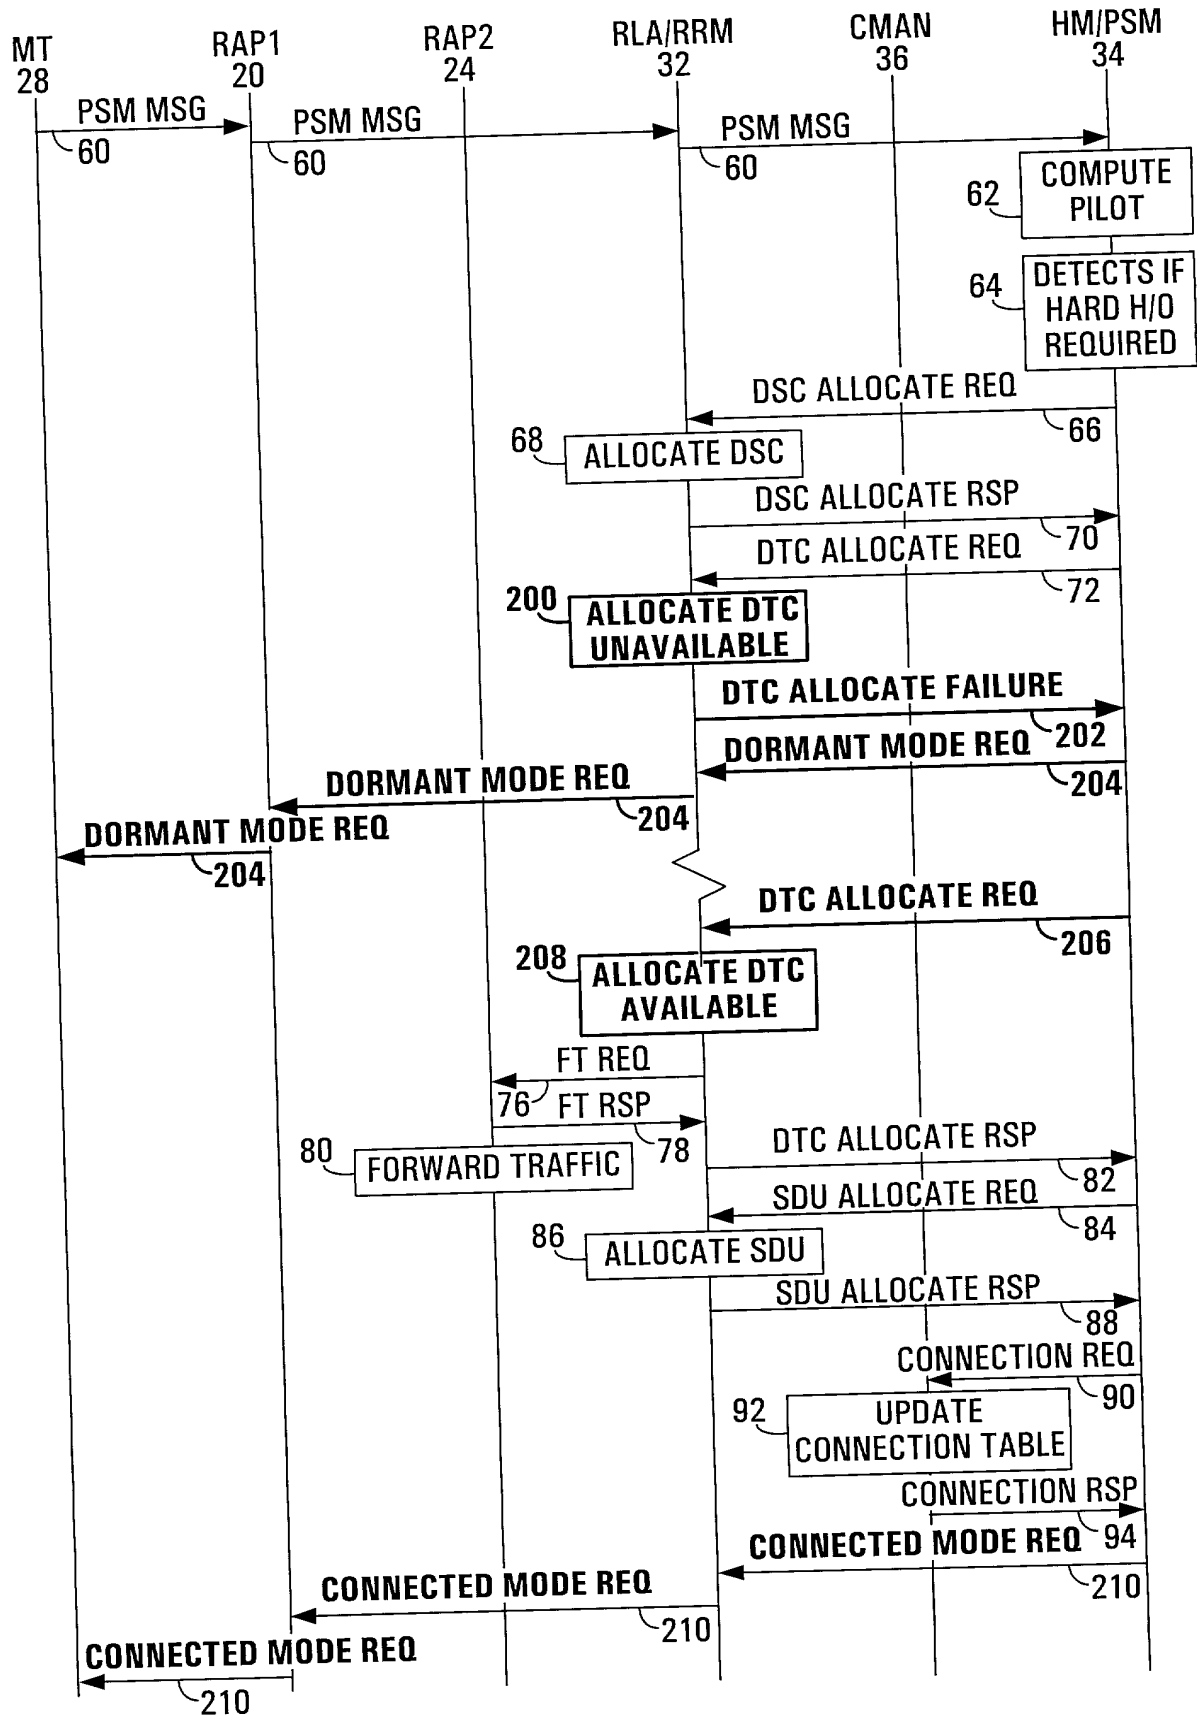 MT
28
RAP1
20
RAP2
24
RLA/RRM
32
CMAN
36
HM/PSM
34
PSM MSG
60
PSM MSG
60
PSM MSG
60
62
COMPUTE
PILOT
64
DETECTS IF
HARD H/O
REQUIRED
DSC ALLOCATE REQ
66
68
ALLOCATE DSC
DSC ALLOCATE RSP
70
DTC ALLOCATE REQ
72
200
ALLOCATE DTC
UNAVAILABLE
DTC ALLOCATE FAILURE
202
DORMANT MODE REQ
204
DORMANT MODE REQ
204
DORMANT MODE REQ
204
DTC ALLOCATE REQ
206
208
ALLOCATE DTC
AVAILABLE
FT REQ
76
FT RSP
78
80
FORWARD TRAFFIC
DTC ALLOCATE RSP
82
SDU ALLOCATE REQ
84
86
ALLOCATE SDU
SDU ALLOCATE RSP
88
CONNECTION REQ
90
92
UPDATE
CONNECTION TABLE
CONNECTION RSP
94
CONNECTED MODE REQ
210
CONNECTED MODE REQ
210
CONNECTED MODE REQ
210